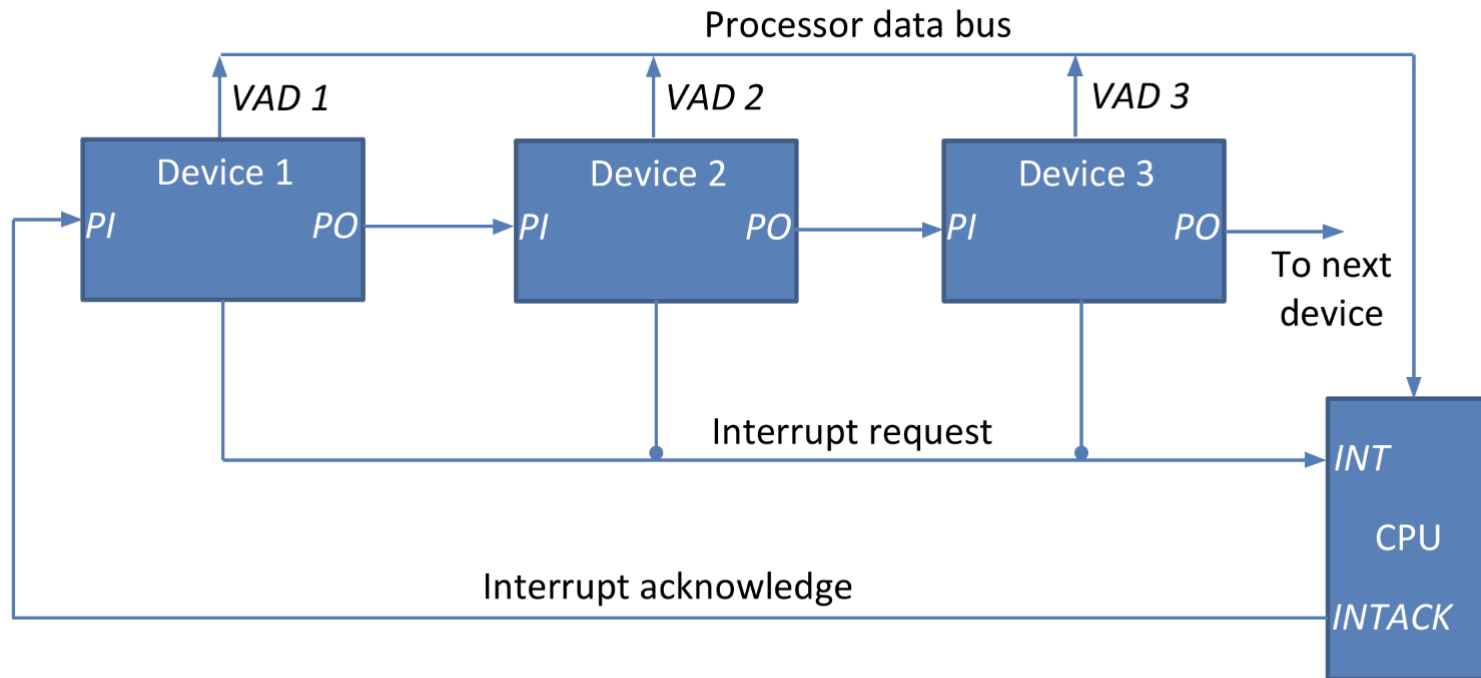 Processor data bus
VAD 1
VAD 2
VAD 3
Device 1
Device 2
Device 3
PI
PO
PI
PO
PI
PO
To next
device
Interrupt request
INT
CPU
Interrupt acknowledge
INTACK